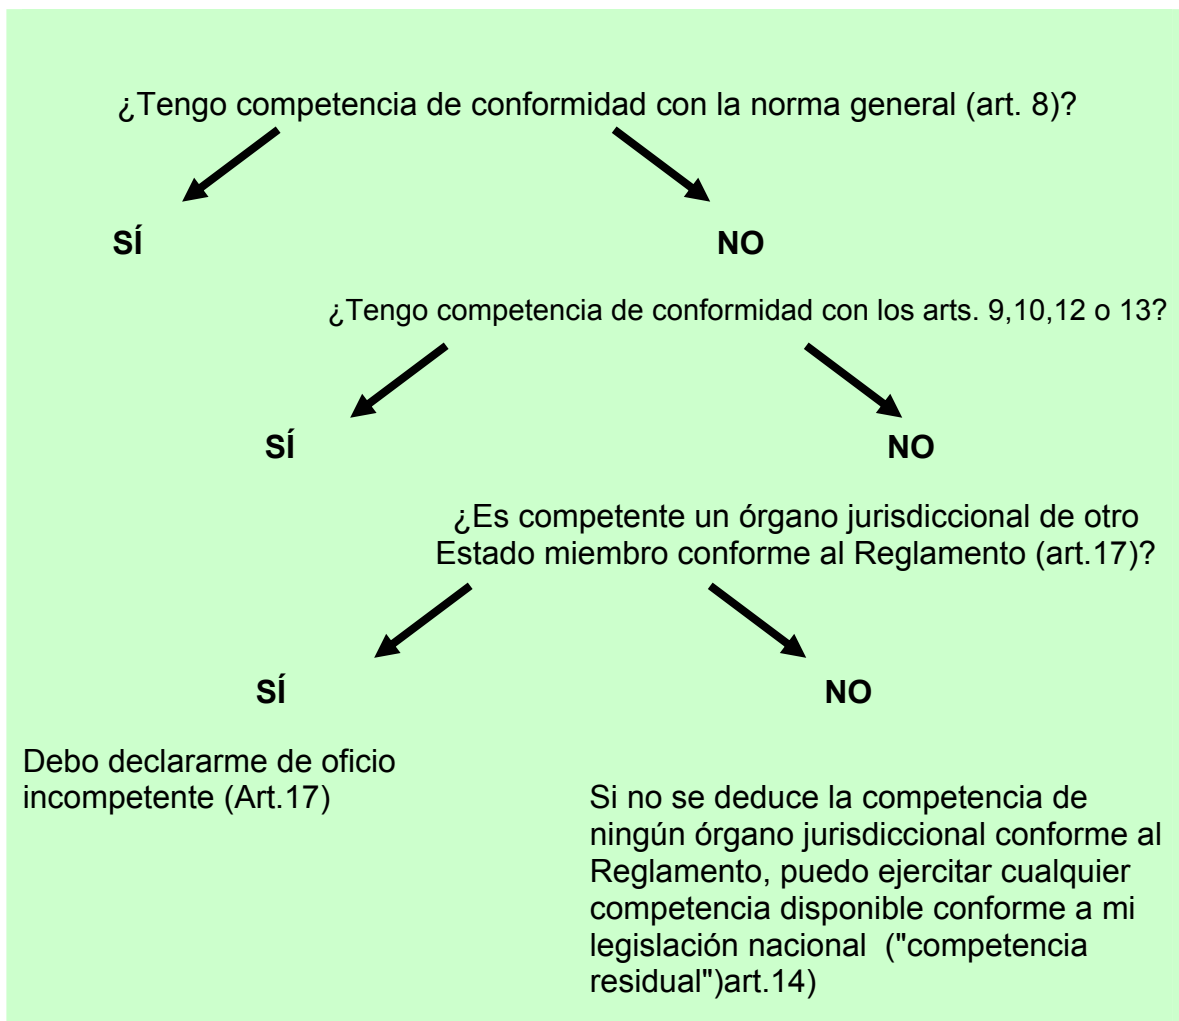 ¿Tengo competencia de conformidad con la norma general (art. 8)?
SÍ
NO
¿Tengo competencia de conformidad con los arts. 9,10,12 o 13?
SÍ
NO
¿Es competente un órgano jurisdiccional de otro
Estado miembro conforme al Reglamento (art.17)?
SÍ
NO
Debo declararme de oficio
incompetente (Art.17)
Si no se deduce la competencia de
ningún órgano jurisdiccional conforme al
Reglamento, puedo ejercitar cualquier
competencia disponible conforme a mi
legislación nacional  ("competencia
residual")art.14)